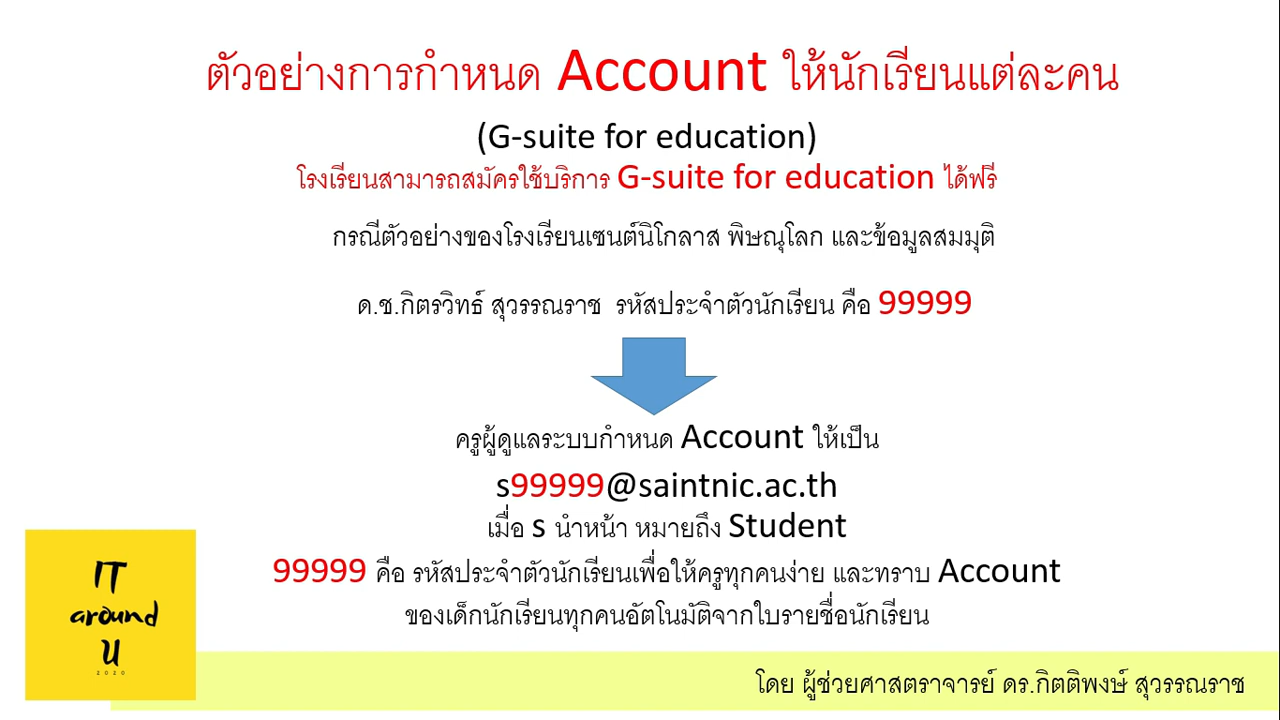 ตัวอย่างการกำหนด Account ให้นักเรียนแต่ละคน
(G-suite for education)
โรงเรียนสามารถสมัครใช้บริการ G-suite for education ได้ฟรี
กรณีตัวอย่างของโรงเรียนเซนต์นิโกลาส พิษณุโลก และข้อมูลสมมุติ
ด.ช.กิตรวิทธ์ สุวรรณราช รหัสประจำตัวนักเรียน คือ 99999
ครูผู้ดูแลระบบกำหนด Account ให้เป็น
s99999@saintnic.ac.th
เมื่อ s นำหน้า หมายถึง Student
99999 คือ รหัสประจำตัวนักเรียนเพื่อให้ครูทุกคนง่าย และทราบ Account
ของเด็กนักเรียนทุกคนอัตโนมัติจากใบรายชื่อนักเรียน
IT
around
U
2020
โดย ผู้ช่วยศาสตราจารย์ ดร.กิตติพงษ์ สุวรรณราช